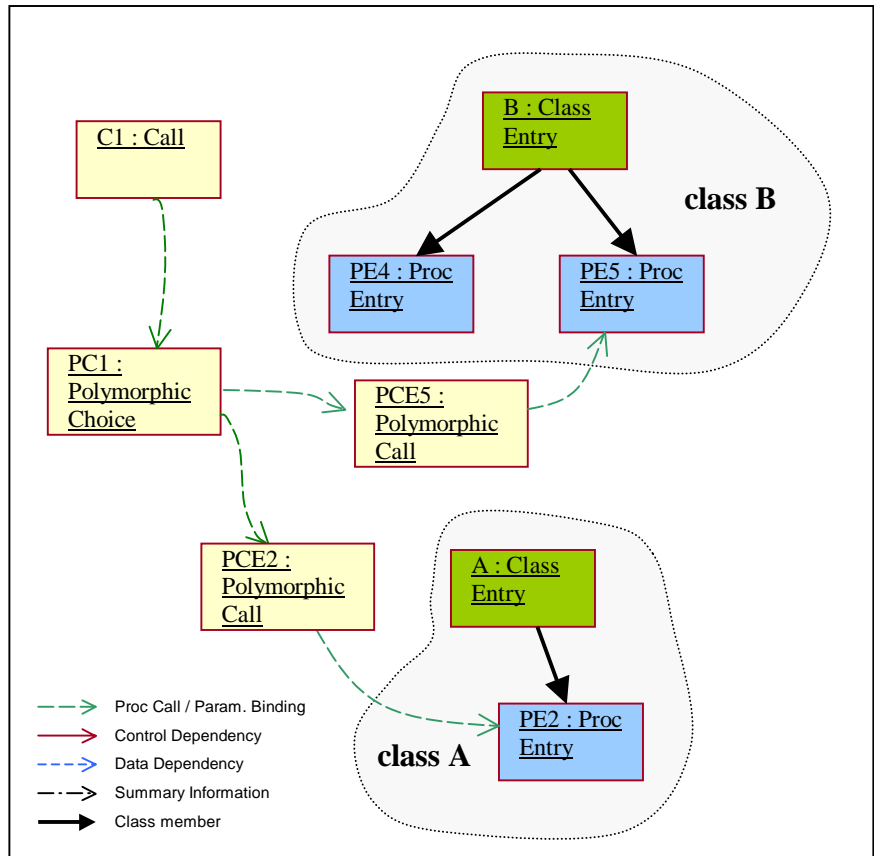 B : Class
Entry
C1 : Call
class B
PE4 : Proc
Entry
PE5 : Proc
Entry
PC1 :
Polymorphic
Choice
PCE5 :
Polymorphic
Call
PCE2 :
Polymorphic
Call
A : Class
Entry
PE2 : Proc
Entry
class A
Proc Call / Param. Binding
Control Dependency
Data Dependency
Summary Information
Class member